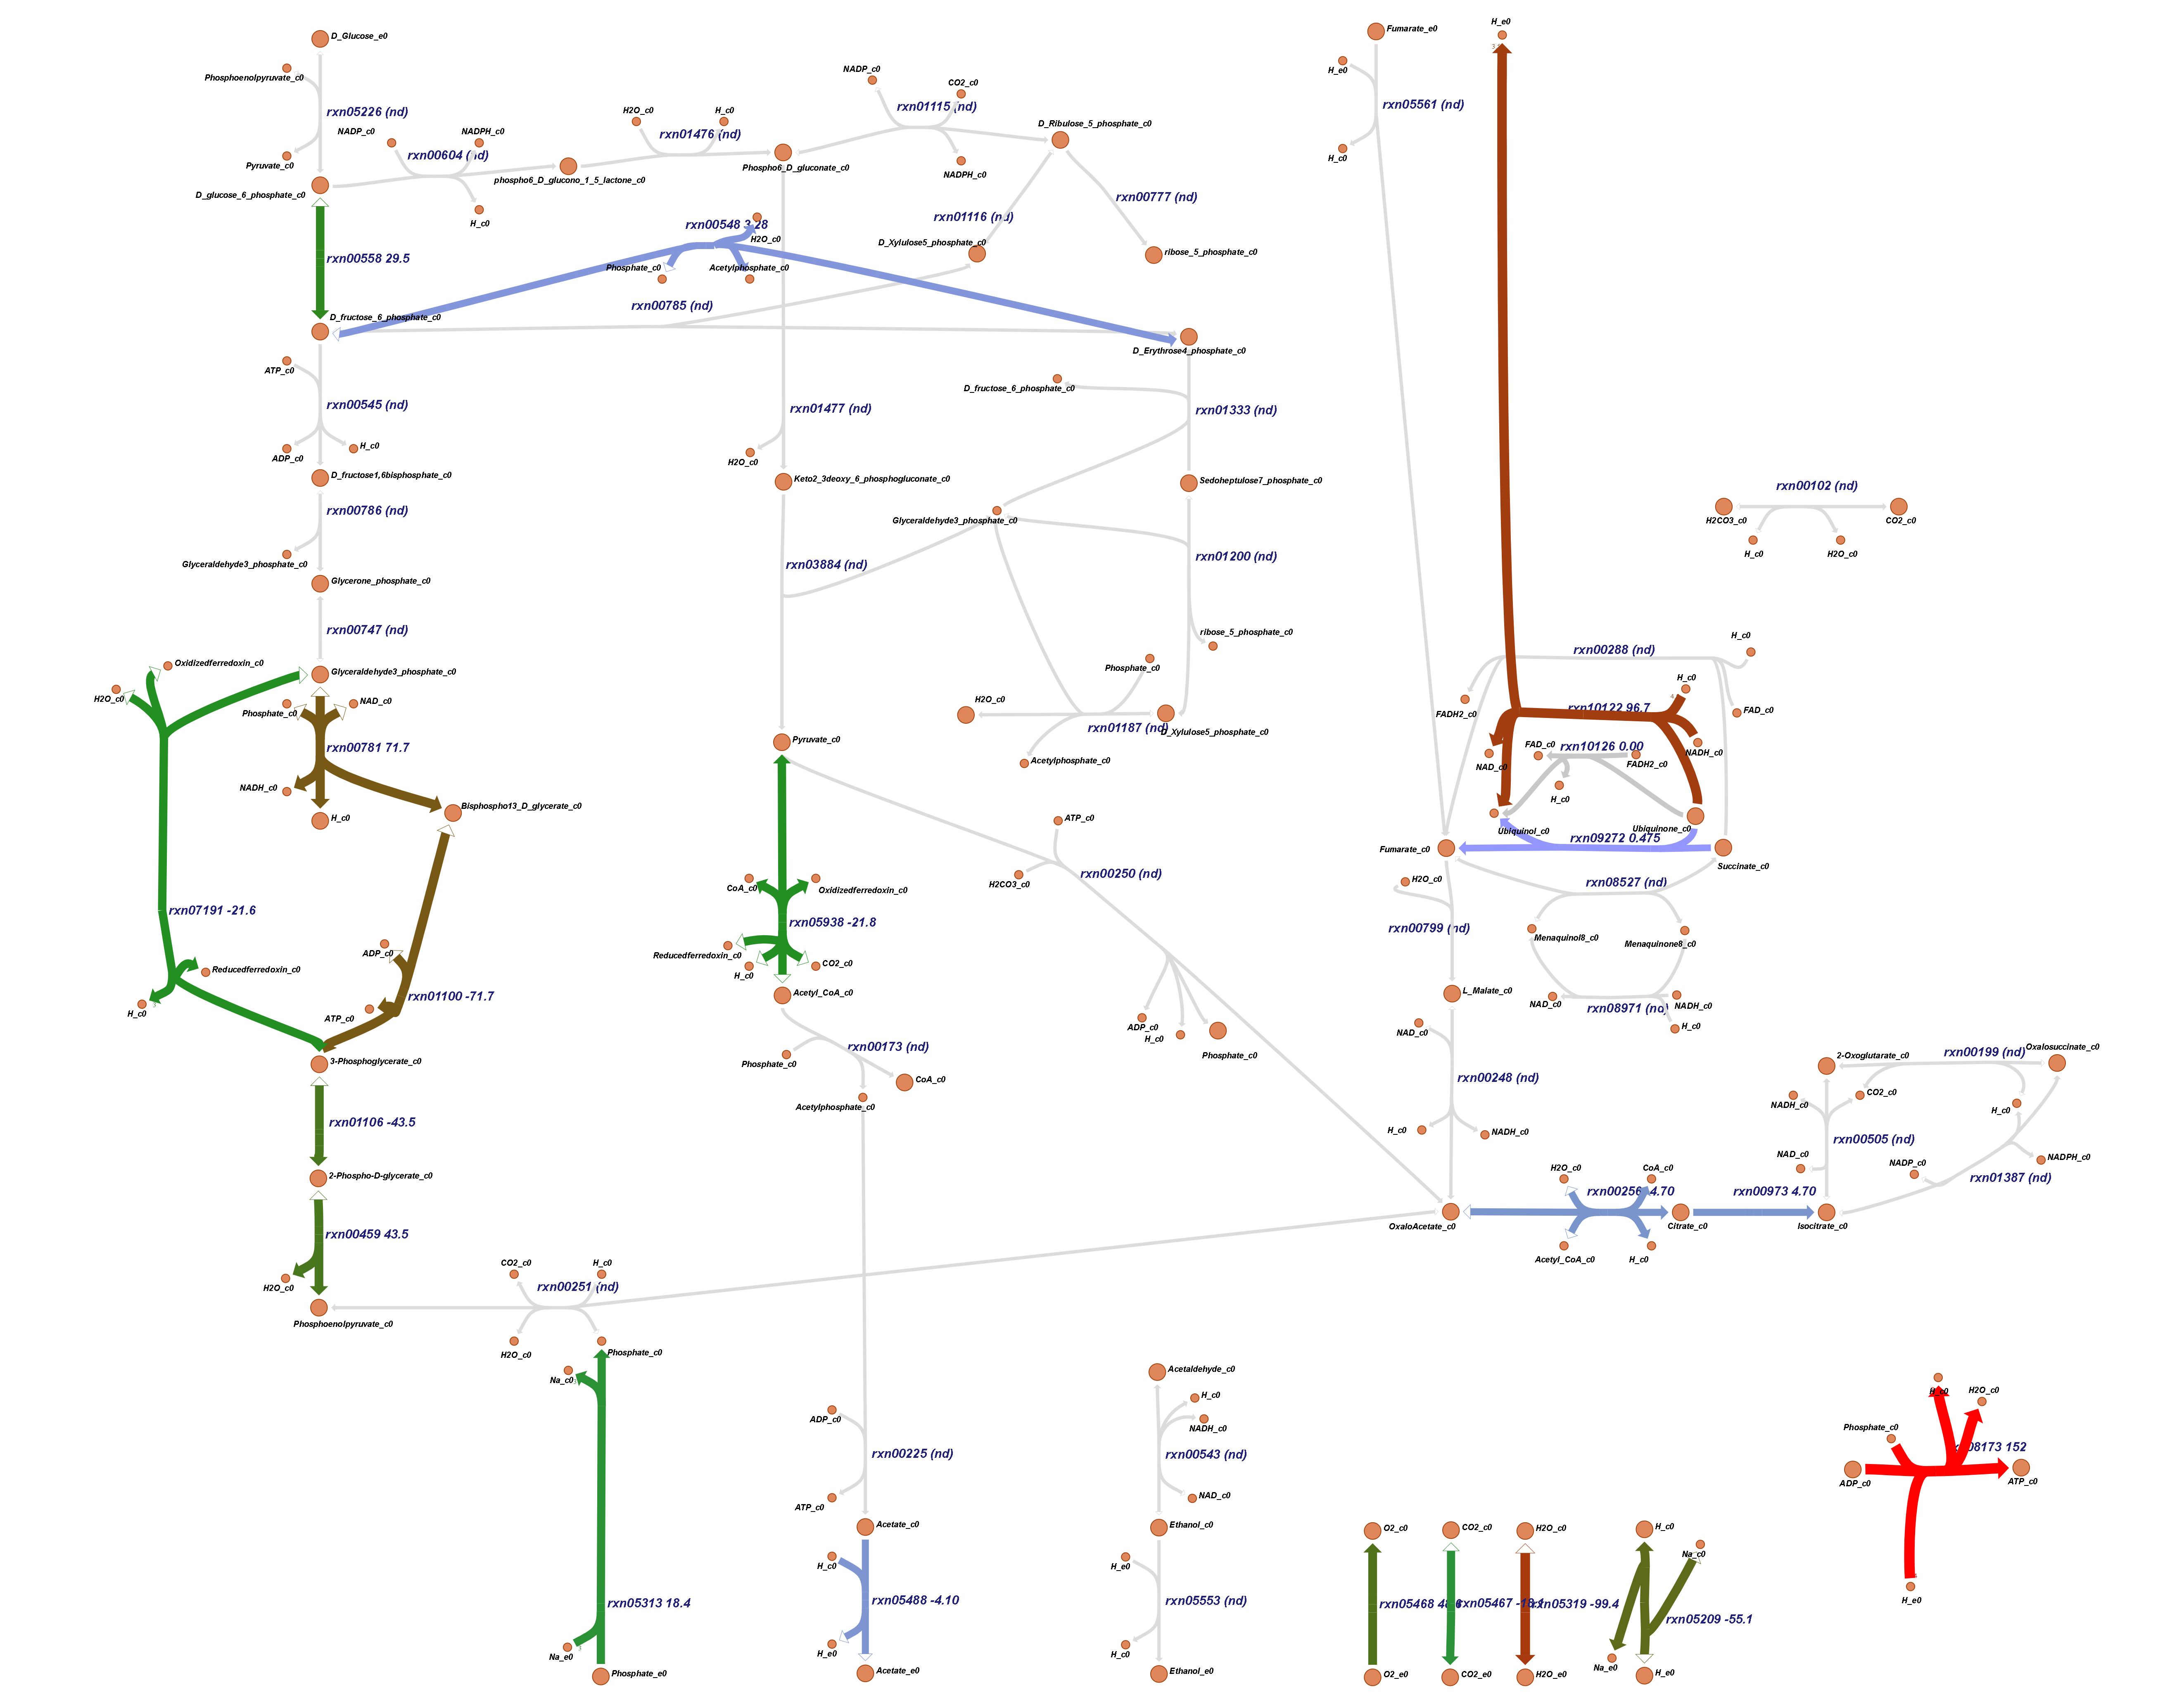 D_Glucose_e0
Phosphoenolpyruvate_c0
rxn05226 (nd)
Pyruvate_c0
D_glucose_6_phosphate_c0
NADP_c0
NADPH_c0
rxn00604 (nd)
H_c0
phospho6_D_glucono_1_5_lactone_c0
H2O_c0
H_c0
rxn01476 (nd)
Phospho6_D_gluconate_c0
NADP_c0
CO2_c0
rxn01115 (nd)
NADPH_c0
D_Ribulose_5_phosphate_c0
rxn00777 (nd)
rxn01116 (nd)
D_Xylulose5_phosphate_c0
ribose_5_phosphate_c0
rxn00558 29.5
rxn00548 3.28
H2O_c0
Phosphate_c0
Acetylphosphate_c0
rxn00785 (nd)
D_fructose_6_phosphate_c0
D_Erythrose4_phosphate_c0
ATP_c0
rxn00545 (nd)
ADP_c0
H_c0
D_fructose1,6bisphosphate_c0
rxn00786 (nd)
Glyceraldehyde3_phosphate_c0
Glycerone_phosphate_c0
rxn00747 (nd)
Glyceraldehyde3_phosphate_c0
Oxidizedferredoxin_c0
H2O_c0
Phosphate_c0
NAD_c0
rxn00781 71.7
NADH_c0
H_c0
Bisphospho13_D_glycerate_c0
rxn07191 -21.6
Reducedferredoxin_c0
H_c0
ADP_c0
rxn01100 -71.7
ATP_c0
3-Phosphoglycerate_c0
rxn01106 -43.5
2-Phospho-D-glycerate_c0
rxn00459 43.5
H2O_c0
Phosphoenolpyruvate_c0
CO2_c0
H_c0
rxn00251 (nd)
H2O_c0
Phosphate_c0
Na_c0
rxn05313 18.4
Na_e0
Phosphate_e0
rxn01477 (nd)
H2O_c0
Keto2_3deoxy_6_phosphogluconate_c0
rxn03884 (nd)
Pyruvate_c0
D_fructose_6_phosphate_c0
rxn01333 (nd)
Sedoheptulose7_phosphate_c0
Glyceraldehyde3_phosphate_c0
rxn01200 (nd)
ribose_5_phosphate_c0
Phosphate_c0
H2O_c0
rxn01187 (nd)
D_Xylulose5_phosphate_c0
Acetylphosphate_c0
CoA_c0
Oxidizedferredoxin_c0
rxn05938 -21.8
Reducedferredoxin_c0
H_c0
CO2_c0
Acetyl_CoA_c0
Phosphate_c0
rxn00173 (nd)
CoA_c0
Acetylphosphate_c0
ATP_c0
H2CO3_c0
rxn00250 (nd)
ADP_c0
H_c0
Phosphate_c0
ADP_c0
rxn00225 (nd)
ATP_c0
Acetate_c0
H_c0
rxn05488 -4.10
H_e0
Acetate_e0
Acetaldehyde_c0
H_c0
NADH_c0
rxn00543 (nd)
NAD_c0
Ethanol_c0
H_e0
rxn05553 (nd)
H_c0
Ethanol_e0
Fumarate_e0
H_e0
rxn05561 (nd)
H_c0
H_e0
3
rxn00102 (nd)
H2CO3_c0
CO2_c0
H_c0
H2O_c0
rxn00288 (nd)
H_c0
FADH2_c0
FAD_c0
H_c0
4
rxn10122 96.7
NAD_c0
NADH_c0
FAD_c0
rxn10126 0.00
FADH2_c0
H_c0
Ubiquinol_c0
Ubiquinone_c0
rxn09272 0.475
Fumarate_c0
Succinate_c0
rxn08527 (nd)
H2O_c0
rxn00799 (nd)
Menaquinol8_c0
Menaquinone8_c0
L_Malate_c0
NAD_c0
rxn08971 (nd)
NADH_c0
H_c0
NAD_c0
rxn00248 (nd)
H_c0
NADH_c0
OxaloAcetate_c0
H2O_c0
CoA_c0
rxn00256 -4.70
Acetyl_CoA_c0
H_c0
Citrate_c0
rxn00973 4.70
Isocitrate_c0
2-Oxoglutarate_c0
rxn00199 (nd)
Oxalosuccinate_c0
NADH_c0
CO2_c0
H_c0
rxn00505 (nd)
NAD_c0
NADP_c0
NADPH_c0
rxn01387 (nd)
H_c0
H2O_c0
Phosphate_c0
rxn08173 152
ADP_c0
ATP_c0
H_e0
O2_c0
rxn05468 48.6
O2_e0
CO2_c0
rxn05467 -18.1
CO2_e0
H2O_c0
rxn05319 -99.4
H2O_e0
H_c0
Na_c0
rxn05209 -55.1
Na_e0
H_e0